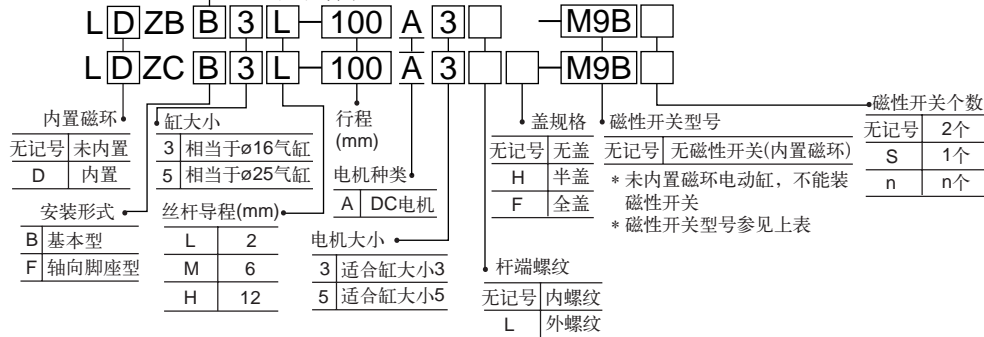 L D ZB B 3 L-100 A 3 -M9B
L D ZC B 3 L-100 A 3 -M9B
内置磁环
无记号 未内置
D 内置
安装形式
B 基本型
F 轴向脚座型
缸大小
3 相当于ø16气缸
5 相当于ø25气缸
丝杆导程(mm)
L 2
M 6
H 12
行程
(mm)
电机种类
A DC电机
电机大小
3 适合缸大小3
5 适合缸大小5
杆端螺纹
无记号 内螺纹
L 外螺纹
盖规格
无记号 无盖
H 半盖
F 全盖
磁性开关型号
无记号 无磁性开关(内置磁环)
* 未内置磁环电动缸，不能装
磁性开关
* 磁性开关型号参见上表
磁性开关个数
无记号 2个
S 1个
n n个